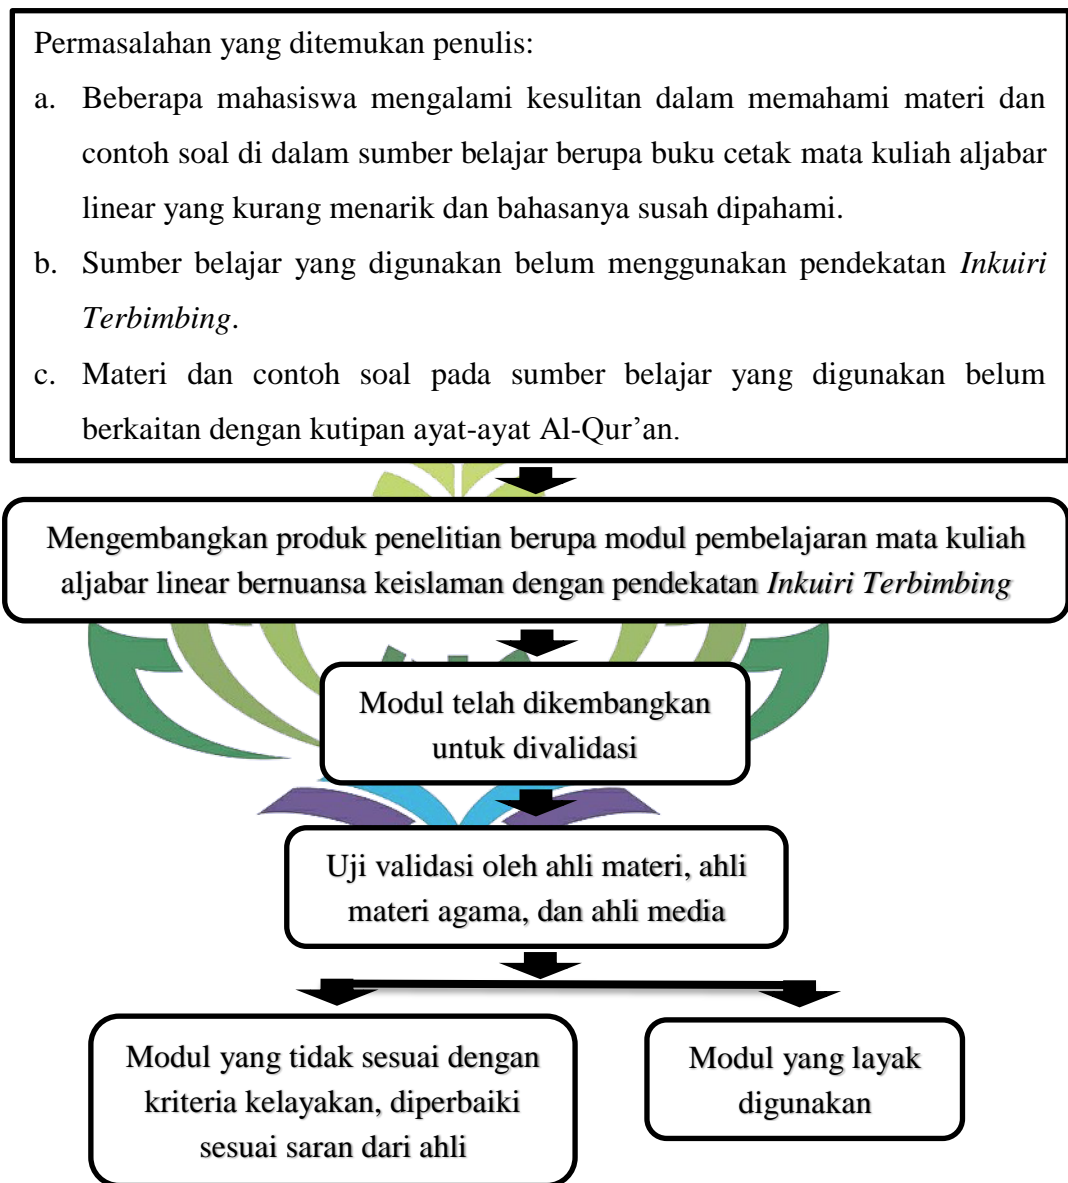 Permasalahan yang ditemukan penulis:
a. Beberapa mahasiswa mengalami kesulitan dalam memahami materi dan
contoh soal di dalam sumber belajar berupa buku cetak mata kuliah aljabar
linear yang kurang menarik dan bahasanya susah dipahami.
b. Sumber belajar yang digunakan belum menggunakan pendekatan Inkuiri
Terbimbing.
c. Materi dan contoh soal pada sumber belajar yang digunakan belum
berkaitan dengan kutipan ayat-ayat Al-Qur’an.
Mengembangkan produk penelitian berupa modul pembelajaran mata kuliah
aljabar linear bernuansa keislaman dengan pendekatan Inkuiri Terbimbing
Modul telah dikembangkan
untuk divalidasi
Uji validasi oleh ahli materi, ahli
materi agama, dan ahli media
Modul yang tidak sesuai dengan
kriteria kelayakan, diperbaiki
sesuai saran dari ahli
Modul yang layak
digunakan